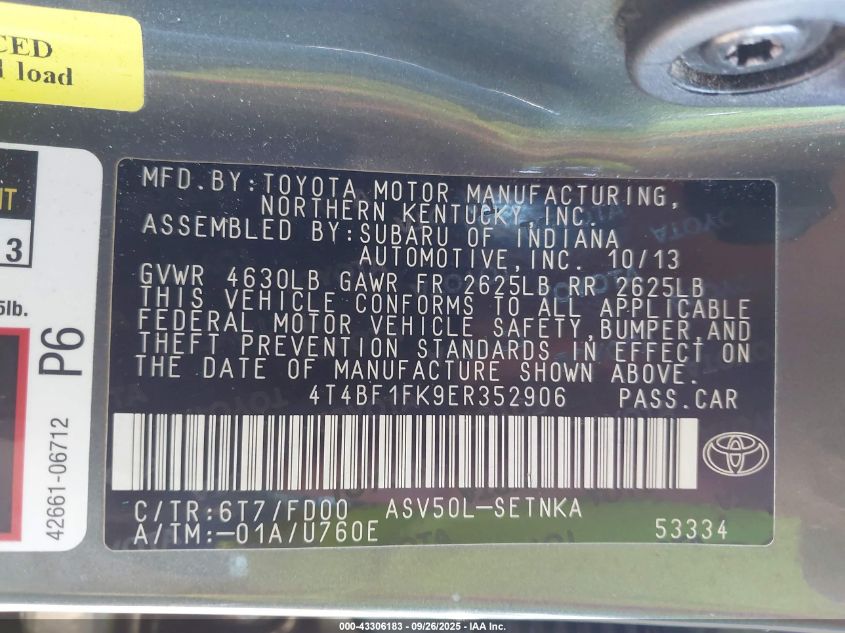 CED
load
3
lb.
P6
42661-06712
MFD.BY:TOYOTA MOTOR MANUFACTURING,
NORTHERN KENTUCKY,INC.
ASSEMBLED BY:SUBARU OF INDIANA
AUTOMOTIVE,INC. 10/13
GVWR 4630LB GAWR FR 2625LB RR 2625LB
THIS VEHICLE CONFORMS TO ALL APPLICABLE
FEDERAL MOTOR VEHICLE SAFETY,BUMPER,AND
THEFT PREVENTION STANDARDS IN EFFECT ON
THE DATE OF MANUFACTURE SHOWN ABOVE.
4T4BF1FK9ER352906 PASS.CAR
C/TR:6T7/FD00 ASV50L-SETNKA
A/TM:-01A/U760E 53334
000-43306183 - 09/26/2025 - IAA Inc.